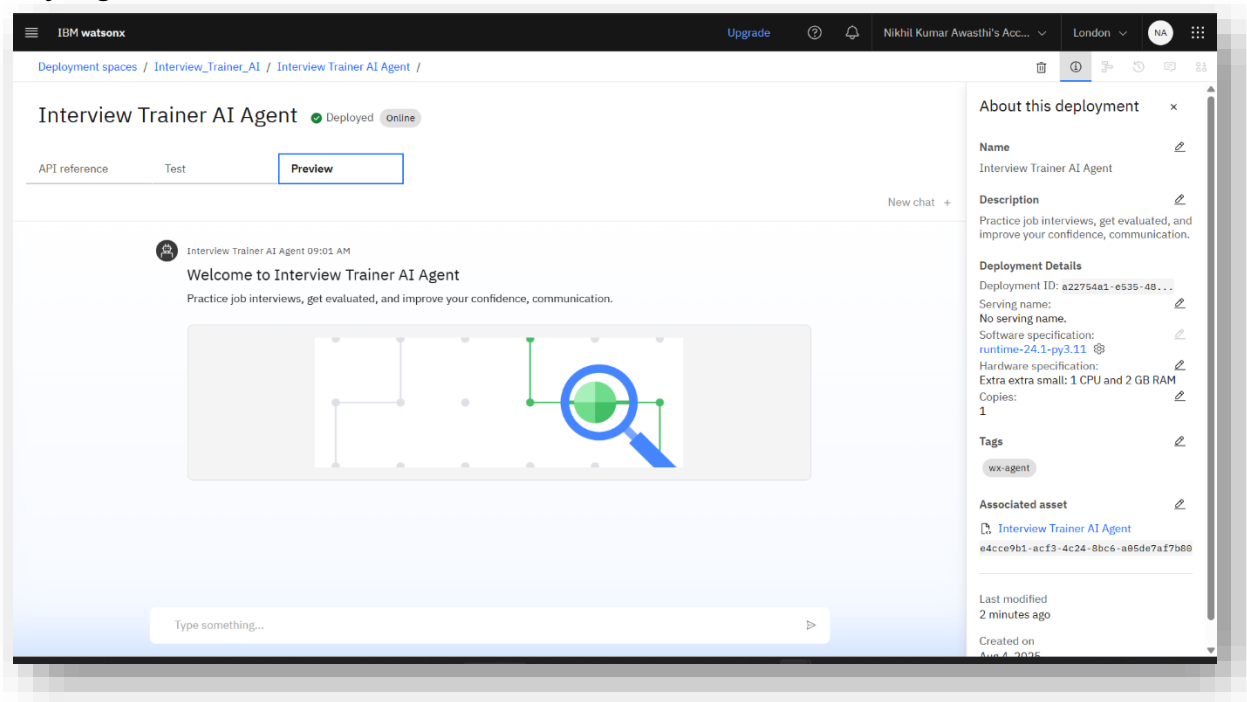 IBM watsonx
Upgrade
Nikhil Kumar Awasthi's Acc...
London
NA
Deployment spaces / Interview_Trainer_AI / Interview Trainer AI Agent /
Interview Trainer AI Agent
Deployed
Online
API reference
Test
Preview
New chat +
Interview Trainer AI Agent 09:01 AM
Welcome to Interview Trainer AI Agent
Practice job interviews, get evaluated, and improve your confidence, communication.
Type something...
About this deployment
Name
Interview Trainer AI Agent
Description
Practice job interviews, get evaluated, and
improve your confidence, communication.
Deployment Details
Deployment ID: a22754a1-e535-48...
Serving name:
No serving name.
Software specification:
runtime-24.1-py3.11
Hardware specification:
Extra extra small: 1 CPU and 2 GB RAM
Copies:
1
Tags
wx-agent
Associated asset
Interview Trainer AI Agent
e4cce9b1-acf3-4c24-8bc6-a05de7af7b80
Last modified
2 minutes ago
Created on
Aug 4, 2025